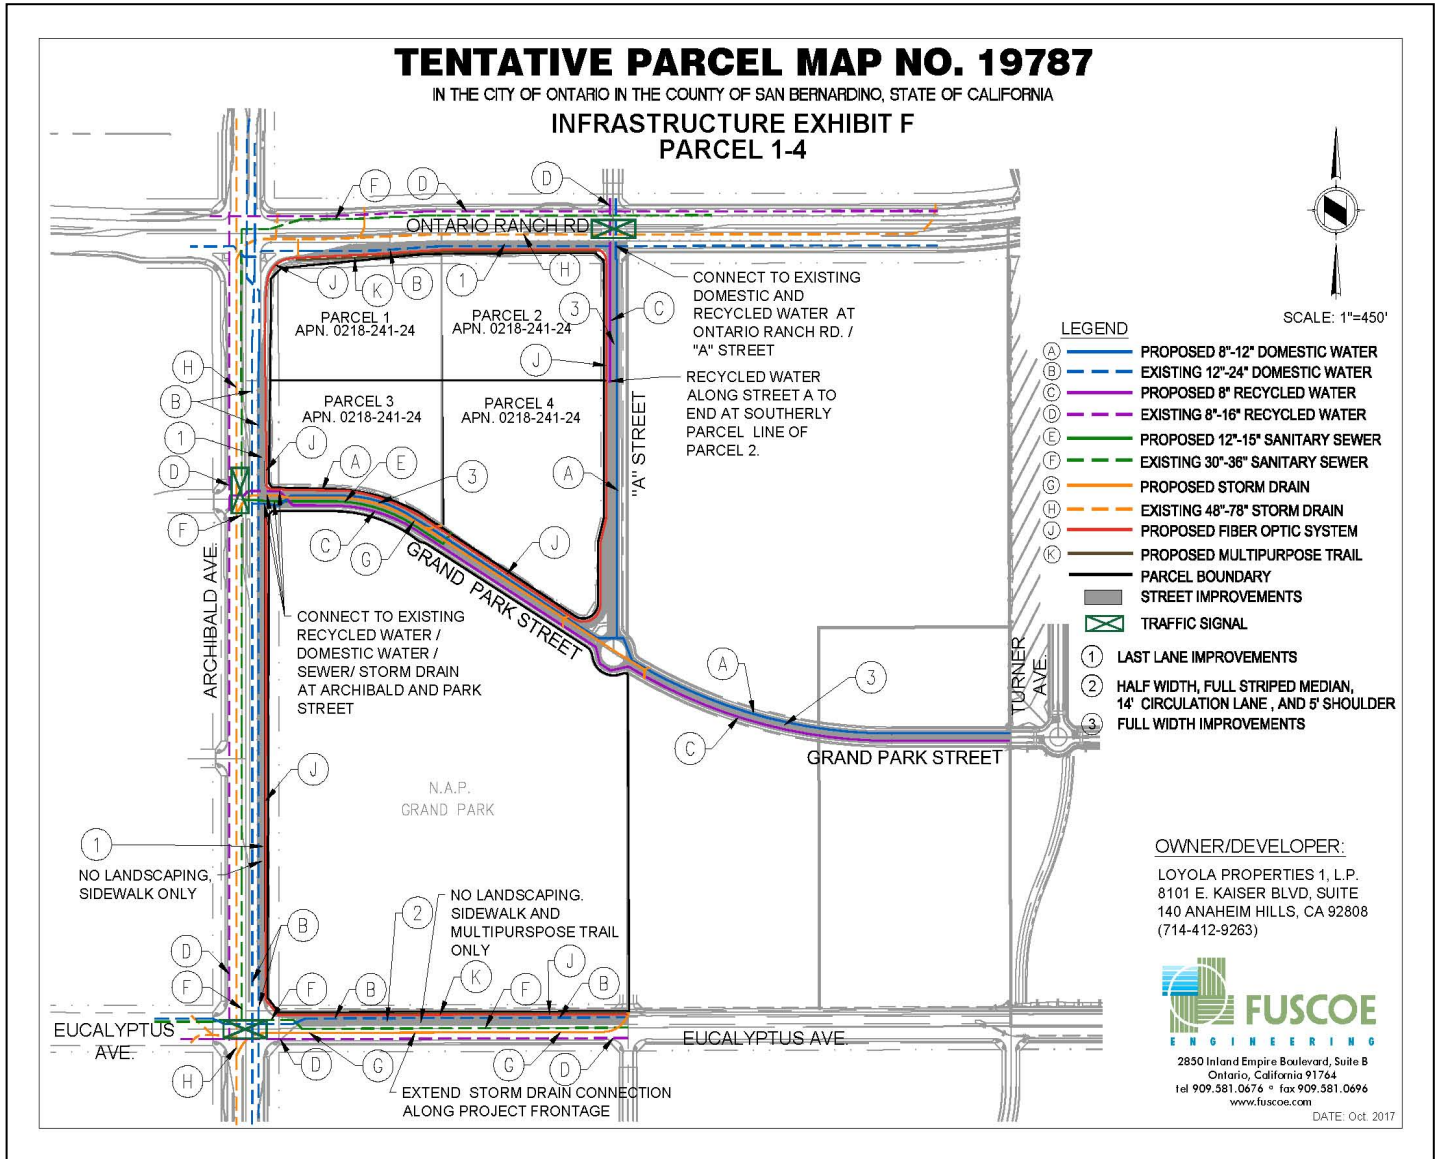 TENTATIVE PARCEL MAP NO. 19787
IN THE CITY OF ONTARIO IN THE COUNTY OF SAN BERNARDINO, STATE OF CALIFORNIA
INFRASTRUCTURE EXHIBIT F
PARCEL 1-4
F
D
D
ONTARIO RANCH RD
J
K
B
1
H
3
C
PARCEL 1
APN. 0218-241-24
PARCEL 2
APN. 0218-241-24
CONNECT TO EXISTING
DOMESTIC AND
RECYCLED WATER AT
ONTARIO RANCH RD. /
"A" STREET
RECYCLED WATER
ALONG STREET A TO
END AT SOUTHERLY
PARCEL LINE OF
PARCEL 2.
H
B
J
PARCEL 3
APN. 0218-241-24
PARCEL 4
APN. 0218-241-24
"A" STREET
1
J
D
A
E
3
A
F
C
G
J
GRAND PARK STREET
ARCHIBALD AVE.
CONNECT TO EXISTING
RECYCLED WATER /
DOMESTIC WATER /
SEWER/ STORM DRAIN
AT ARCHIBALD AND PARK
STREET
A
3
C
GRAND PARK STREET
TURNER
AVE.
J
N.A.P.
GRAND PARK
1
NO LANDSCAPING,
SIDEWALK ONLY
NO LANDSCAPING.
SIDEWALK AND
MULTIPURSPOSE TRAIL
ONLY
2
B
D
F
F
B
K
F
J
B
EUCALYPTUS
AVE.
EUCALYPTUS AVE.
H
D
G
G
D
EXTEND STORM DRAIN CONNECTION
ALONG PROJECT FRONTAGE
SCALE: 1"=450'
LEGEND
A PROPOSED 8"-12" DOMESTIC WATER
B EXISTING 12"-24" DOMESTIC WATER
C PROPOSED 8" RECYCLED WATER
D EXISTING 8"-16" RECYCLED WATER
E PROPOSED 12"-15" SANITARY SEWER
F EXISTING 30"-36" SANITARY SEWER
G PROPOSED STORM DRAIN
H EXISTING 48"-78" STORM DRAIN
J PROPOSED FIBER OPTIC SYSTEM
K PROPOSED MULTIPURPOSE TRAIL
PARCEL BOUNDARY
STREET IMPROVEMENTS
TRAFFIC SIGNAL
1 LAST LANE IMPROVEMENTS
2 HALF WIDTH, FULL STRIPED MEDIAN,
14' CIRCULATION LANE , AND 5' SHOULDER
3 FULL WIDTH IMPROVEMENTS
OWNER/DEVELOPER:
LOYOLA PROPERTIES 1, L.P.
8101 E. KAISER BLVD, SUITE
140 ANAHEIM HILLS, CA 92808
(714-412-9263)
FUSCOE
ENGINEERING
2850 Inland Empire Boulevard, Suite B
Ontario, California 91764
tel 909.581.0676 ° fax 909.581.0696
www.fuscoe.com
DATE: Oct. 2017